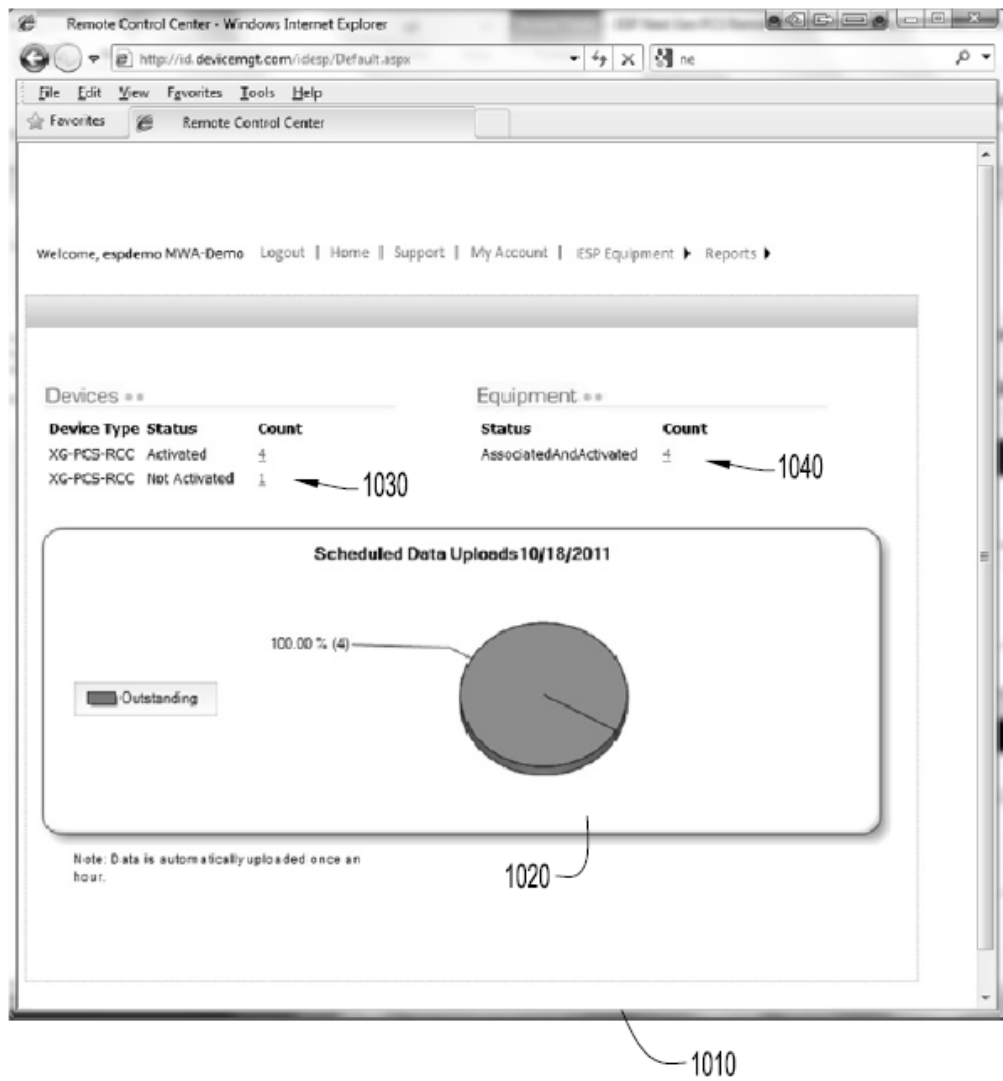 Remote Control Center - Windows Internet Explorer
http://id.devicemgt.com/idesp/Default.aspx
ne
File Edit View Favorites Tools Help
Favorites
Remote Control Center
Welcome, espdemo MWA-Demo Logout | Home | Support | My Account | iESP Equipment Reports
Devices
Equipment
Device Type Status Count
Status Count
XG-PCS-RCC Activated 4
AssociatedAndActivated 4
1040
XG-PCS-RCC Not Activated 1
1030
Scheduled Data Uploads10/18/2011
100.00 % (4)
Outstanding
Note: Data is automatically uploaded once an
hour.
1020
1010